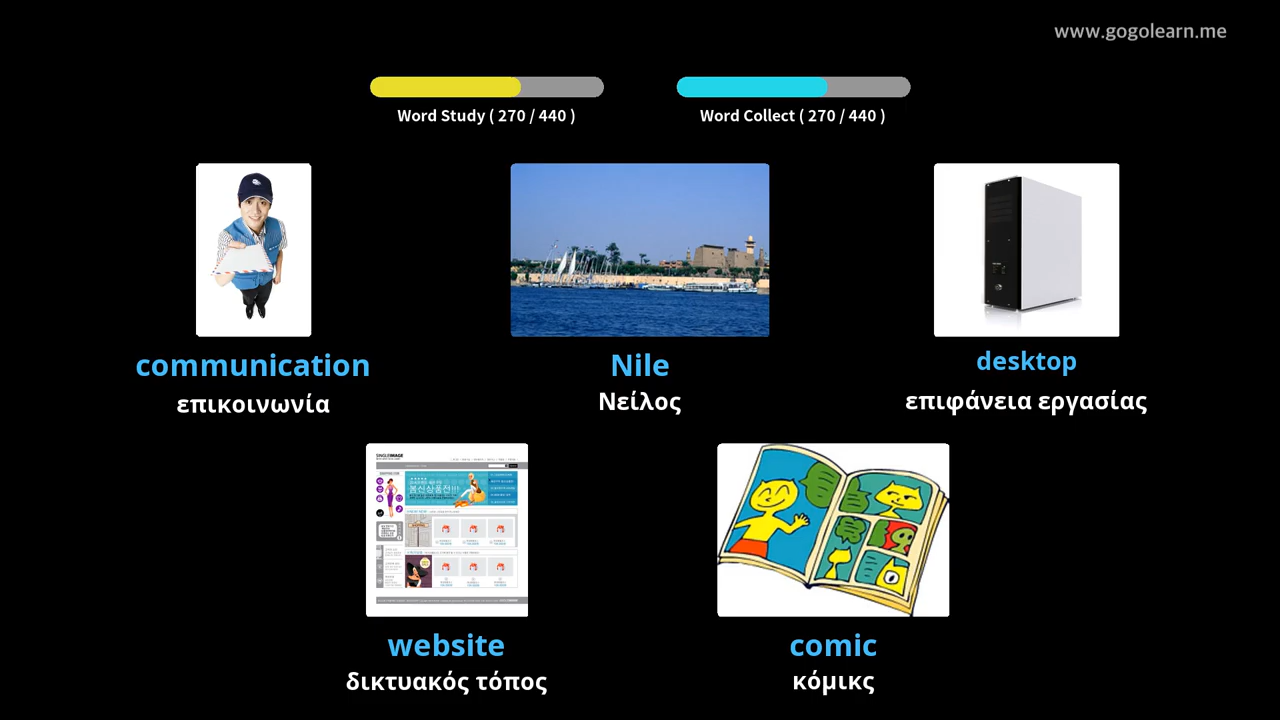 www.gogolearn.me
Word Study ( 270 / 440 )
Word Collect ( 270 / 440 )
communication
επικοινωνία
Nile
Νείλος
desktop
επιφάνεια εργασίας
website
δικτυακός τόπος
comic
κόμικς